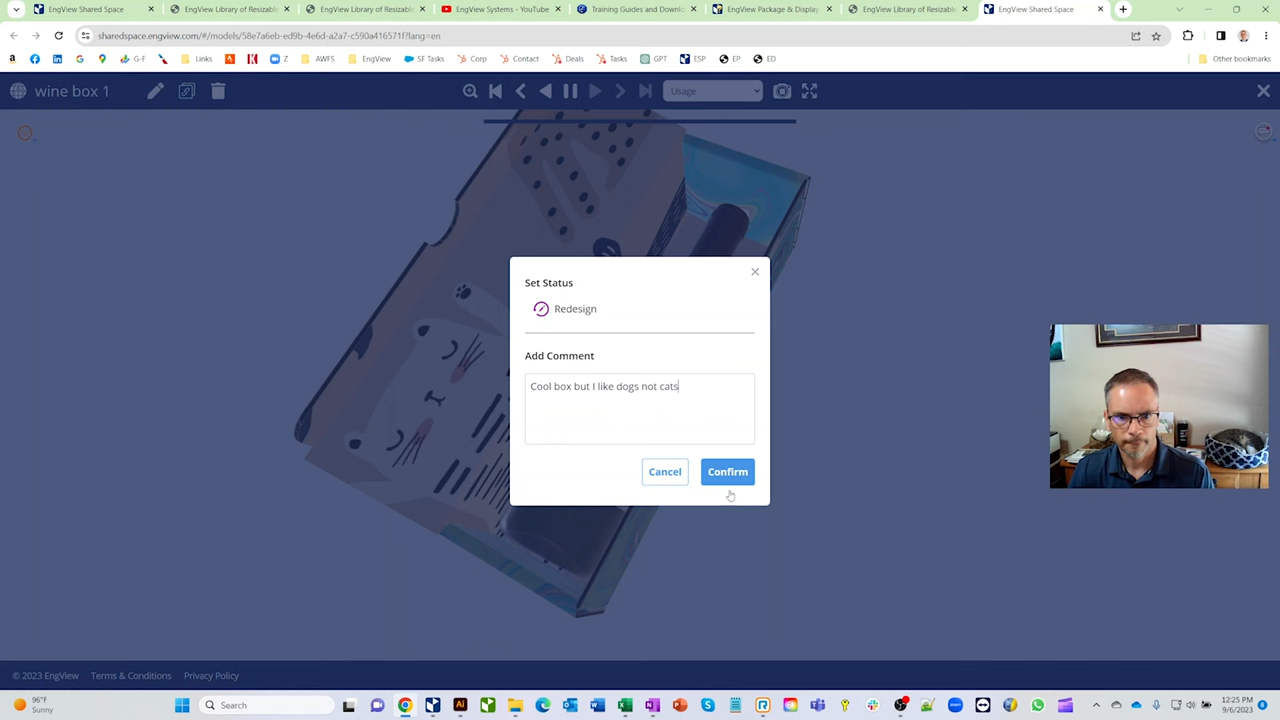 EngView Shared Space
EngView Library of Resizable
EngView Library of Resizable
EngView Systems - YouTube
Training Guides and Downlo
EngView Package & Display
EngView Library of Resizable
EngView Shared Space
sharedspace.engview.com/#/models/58e7a6eb-ed9b-4e6d-a2a7-c590a416571f?lang=en
G-F
Links
AWFS
EngView
SF Tasks
Corp
Contact
Deals
Tasks
GPT
ESP
EP
ED
Other bookmarks
wine box 1
Usage
Set Status
Redesign
Add Comment
Cool box but I like dogs not cats
Cancel
Confirm
© 2023 EngView
Terms & Conditions
Privacy Policy
96°F
Sunny
Search
12:25 PM
9/6/2023